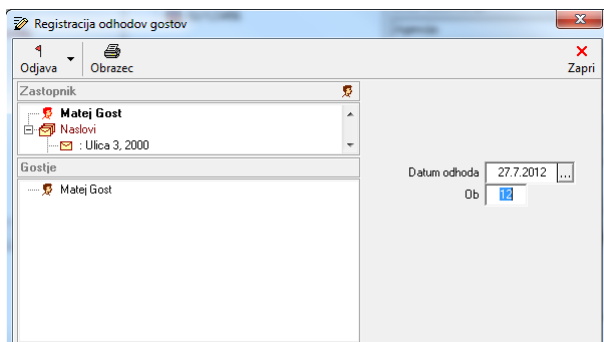 Registracija odhodov gostov
Odjava
Obrazec
Zapri
Zastopnik
Matej Gost
Naslovi
: Ulica 3, 2000
Gostje
Matej Gost
Datum odhoda 27.7.2012 ...
Ob 12